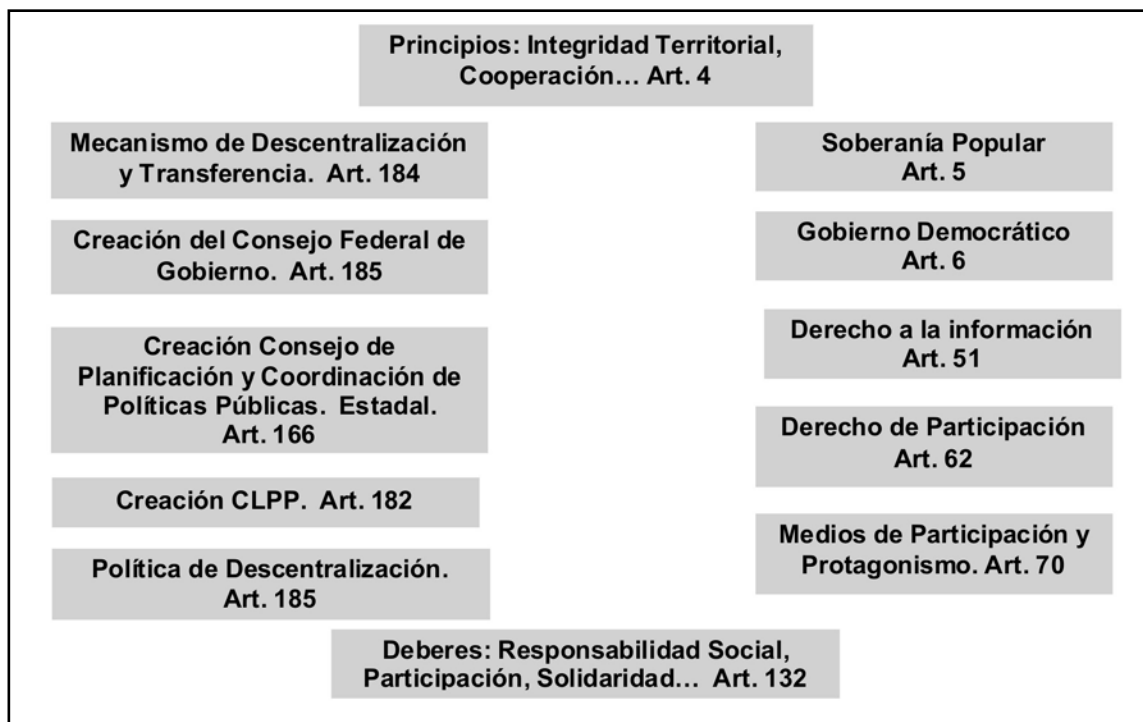 Principios: Integridad Territorial,
Cooperación... Art. 4
Mecanismo de Descentralización
y Transferencia. Art. 184
Creación del Consejo Federal de
Gobierno. Art. 185
Creación Consejo de
Planificación y Coordinación de
Políticas Públicas. Estadal.
Art. 166
Creación CLPP. Art. 182
Política de Descentralización.
Art. 185
Soberanía Popular
Art. 5
Gobierno Democrático
Art. 6
Derecho a la información
Art. 51
Derecho de Participación
Art. 62
Medios de Participación y
Protagonismo. Art. 70
Deberes: Responsabilidad Social,
Participación, Solidaridad... Art. 132